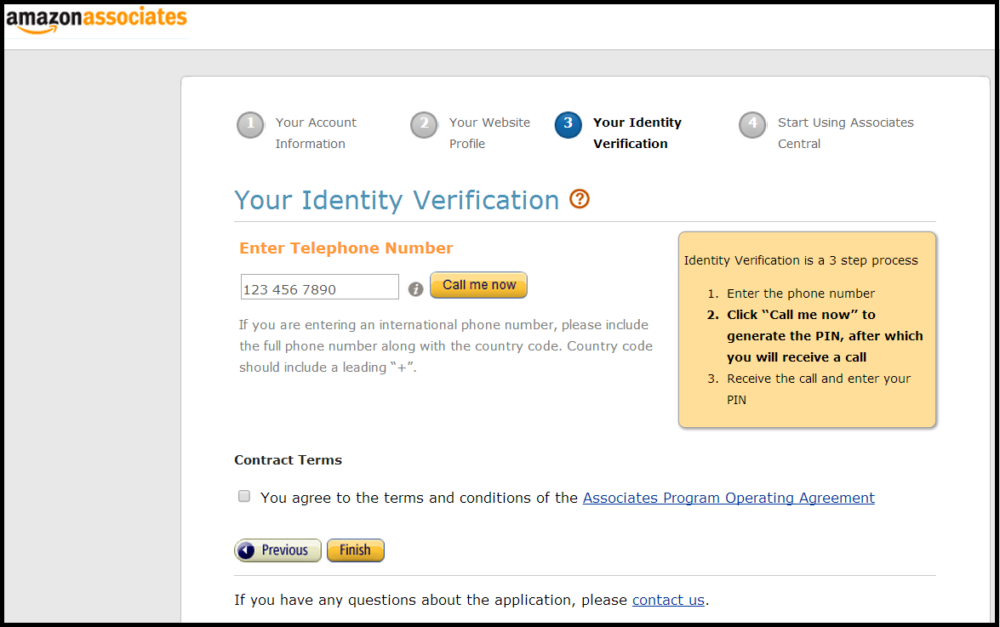 amazonassociates
1 Your Account Information
2 Your Website Profile
3 Your Identity Verification
4 Start Using Associates Central
Your Identity Verification ?
Enter Telephone Number
123 456 7890 i Call me now
If you are entering an international phone number, please include
the full phone number along with the country code. Country code
should include a leading “+”.
Identity Verification is a 3 step process
1. Enter the phone number
2. Click “Call me now” to
generate the PIN, after which
you will receive a call
3. Receive the call and enter your
PIN
Contract Terms
You agree to the terms and conditions of the Associates Program Operating Agreement
Previous Finish
If you have any questions about the application, please contact us.